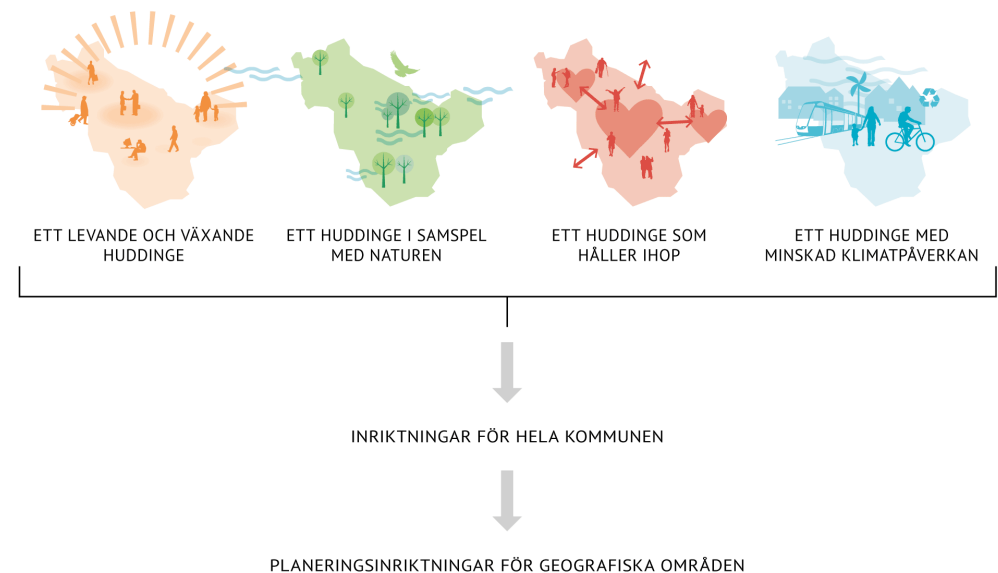 ETT LEVANDE OCH VÄXANDE
HUDDINGE
ETT HUDDINGE I SAMSPEL
MED NATUREN
ETT HUDDINGE SOM
HÅLLER IHOP
ETT HUDDINGE MED
MINSKAD KLIMATPÅVERKAN
INRIKTNINGAR FÖR HELA KOMMUNEN
PLANERINGSINRIKTNINGAR FÖR GEOGRAFISKA OMRÅDEN